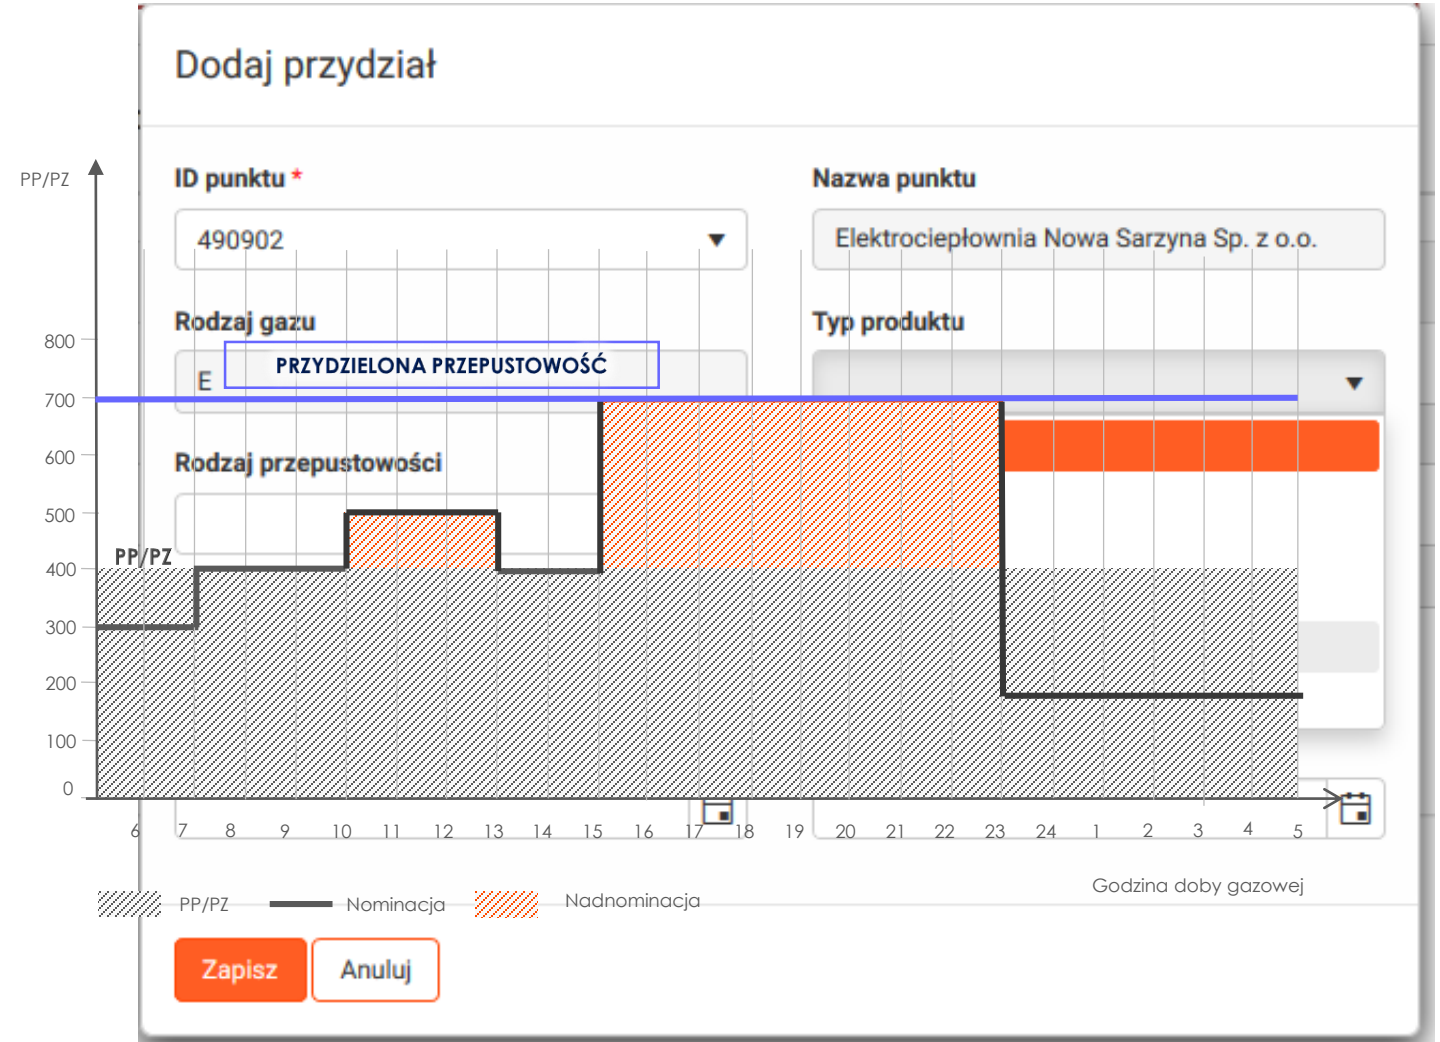 Dodaj przydział
PP/PZ
ID punktu *
Nazwa punktu
490902
Elektrociepłownia Nowa Sarzyna Sp. z o.o.
Rodzaj gazu
Typ produktu
800
PRZYDZIELONA PRZEPUSTOWOŚĆ
E
700
600
Rodzaj przepustowości
500
PP/PZ
400
300
200
100
0
6 7 8 9 10 11 12 13 14 15 16 17 18 19 20 21 22 23 24 1 2 3 4 5
Godzina doby gazowej
PP/PZ Nominacja Nadnominacja
Zapisz Anuluj